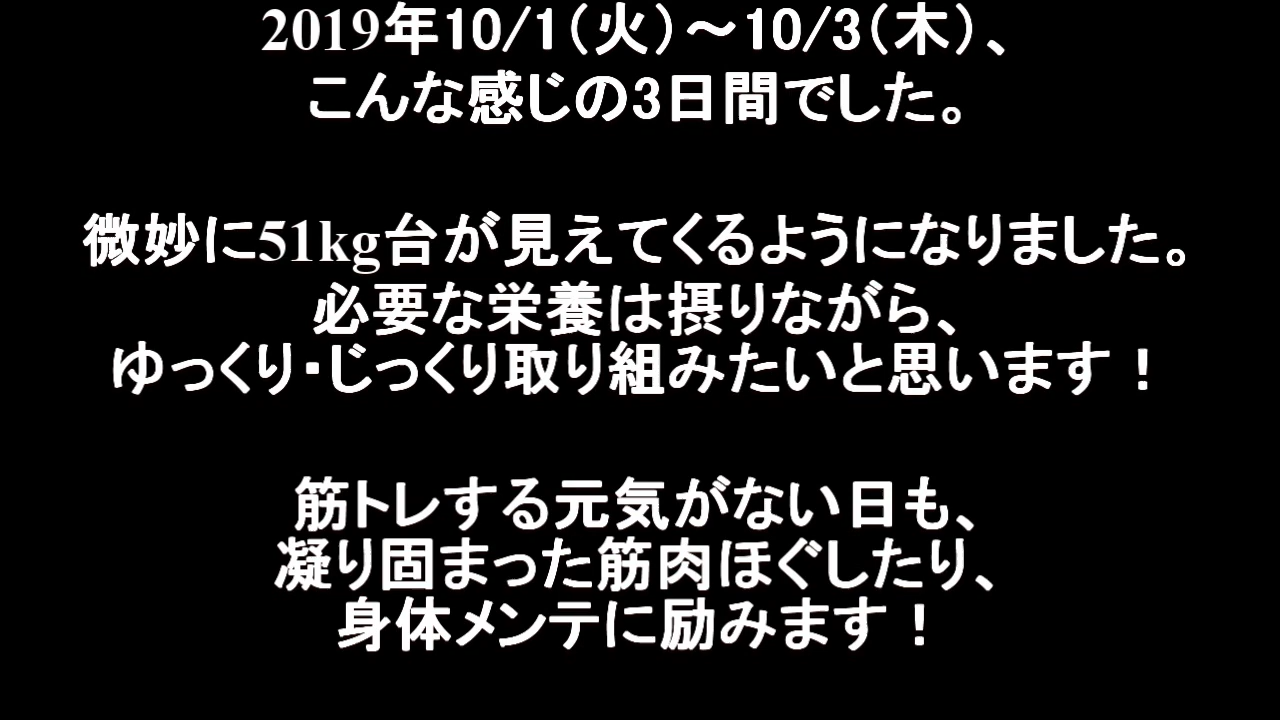 2019年10/1（火）～10/3（木）、
こんな感じの3日間でした。
微妙に51kg台が見えてくるようになりました。
必要な栄養は摂りながら、
ゆっくり・じっくり取り組みたいと思います！
筋トレする元気がない日も、
凝り固まった筋肉ほぐしたり、
身体メンテに励みます！